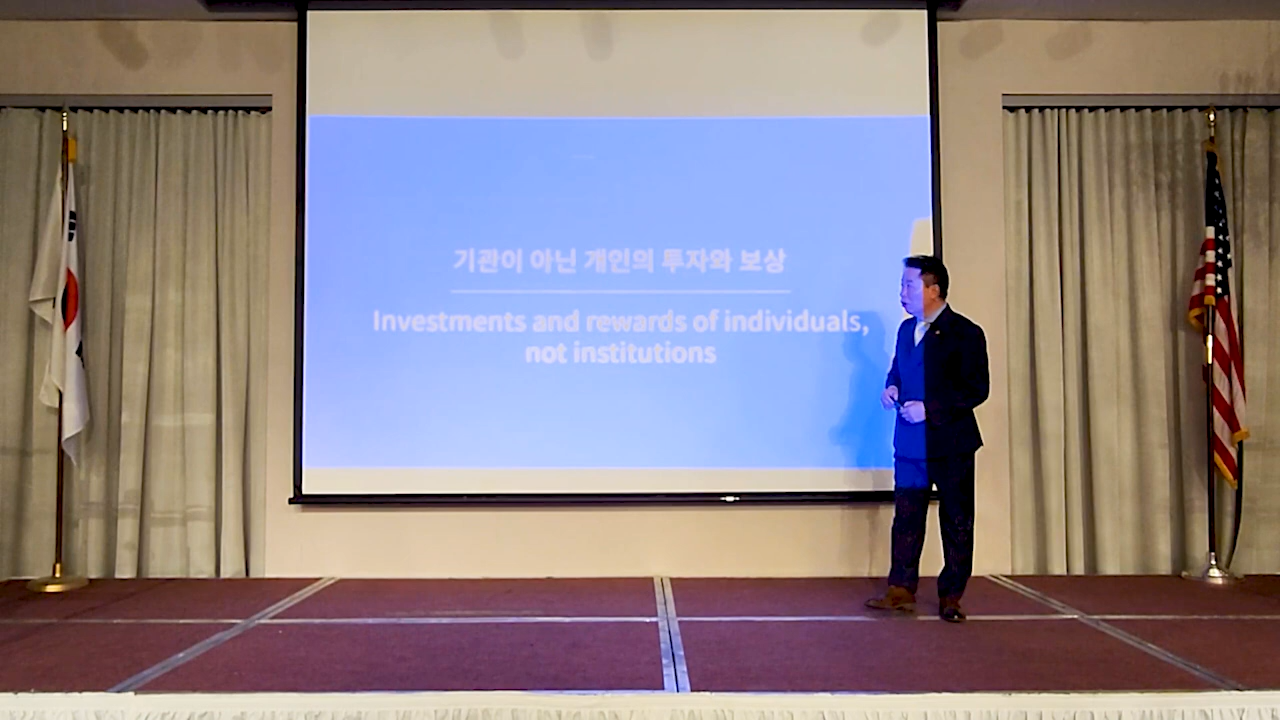 기관이 아닌 개인의 투자와 보상
Investments and rewards of individuals,
not institutions